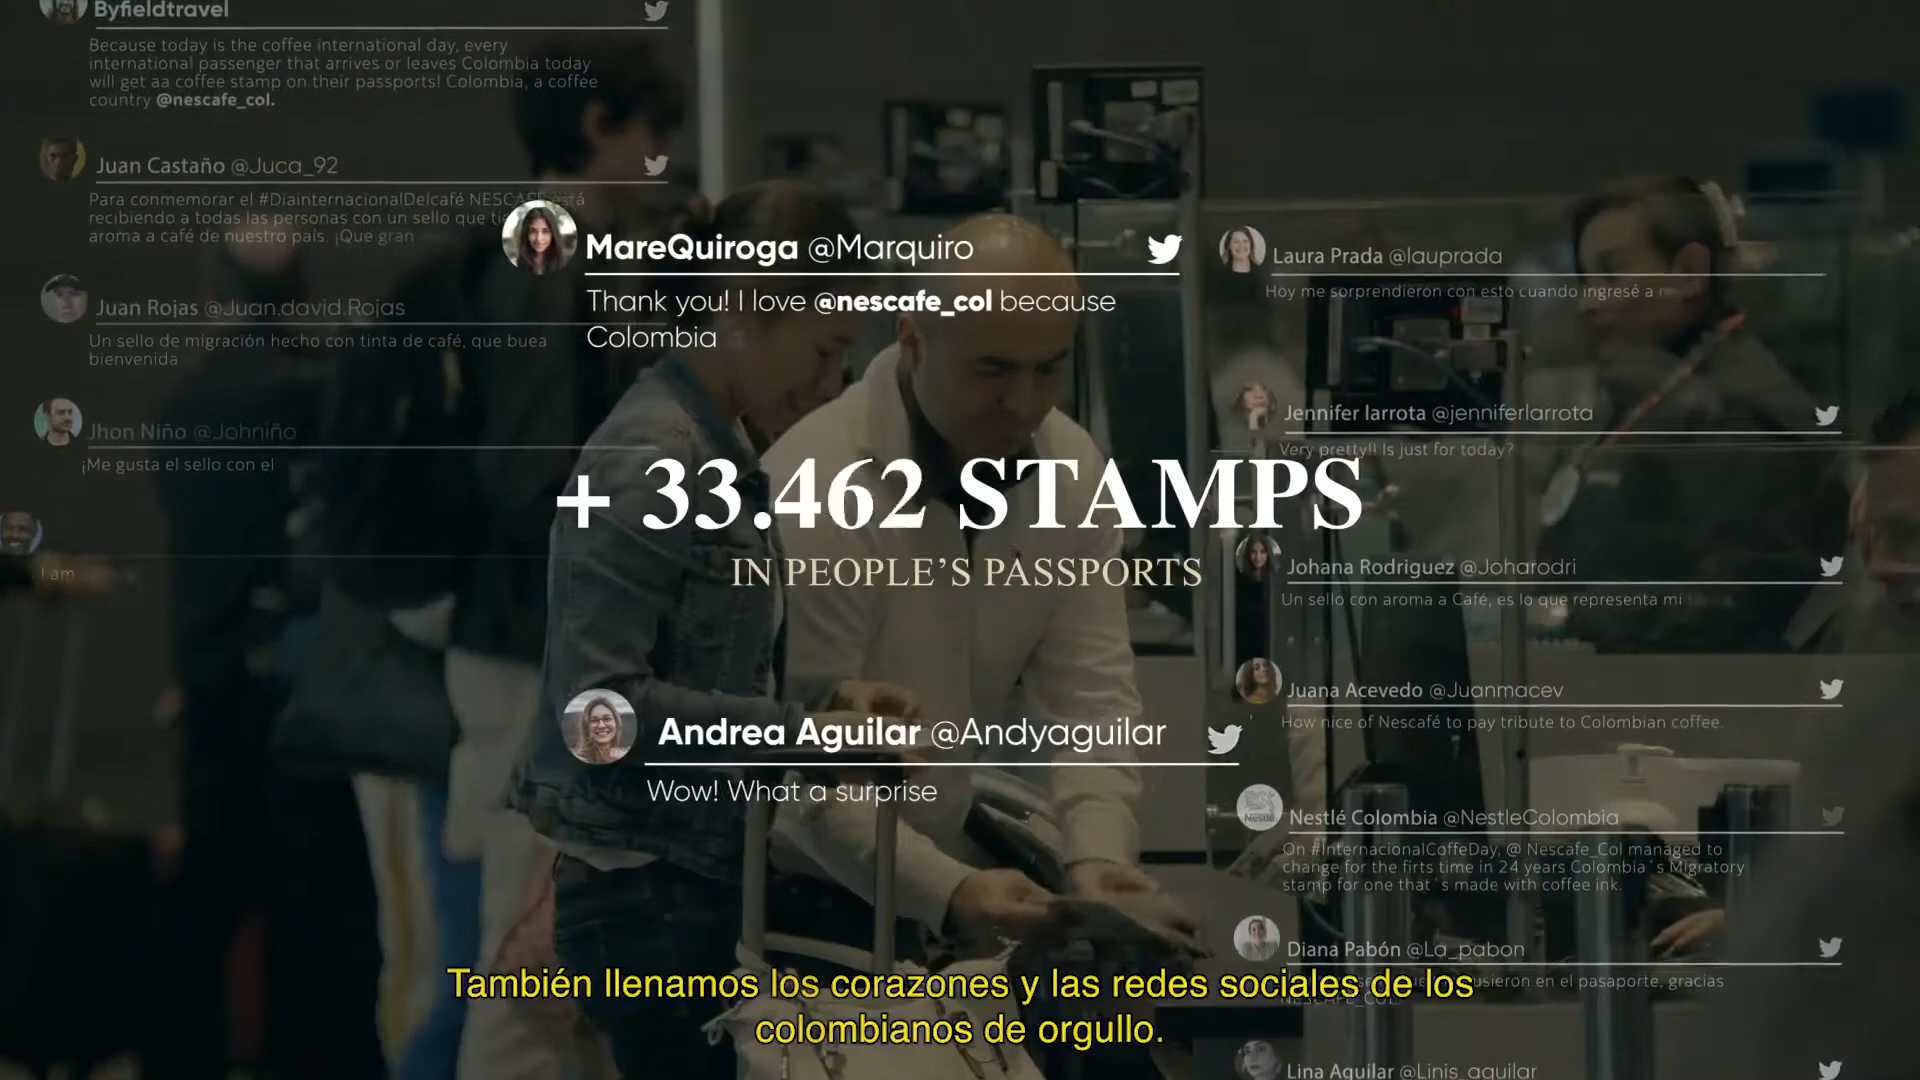 Byfieldtravel
Because today is the coffee international day, every
international passenger that arrives or leaves Colombia today
will get aa coffee stamp on their passports! Colombia, a coffee
country @nescafe_col.
Juan Castaño @Juca_92
Para conmemorar el #DiainternacionalDelcafé NESCAFÉ está
recibiendo a todas las personas con un sello que
aroma a café de nuestro país. ¡Que gran
Juan Rojas @Juan.david.Rojas
Un sello de migración hecho con tinta de café, que buea
bienvenida
Jhon Niño @Johniño
¡Me gusta el sello con el
I am
MareQuiroga @Marquiro
Thank you! I love @nescafe_col because
Colombia
+ 33.462 STAMPS
IN PEOPLE'S PASSPORTS
Andrea Aguilar @Andyaguilar
Wow! What a surprise
Laura Prada @lauprada
Hoy me sorprendieron con esto cuando ingresé a
Jennifer larrota @jenniferlarrota
Very pretty!! Is just for today?
Johana Rodriguez @Joharodri
Un sello con aroma a Café, es lo que representa mi
Juana Acevedo @Juanmacev
How nice of Nescafé to pay tribute to Colombian coffee.
Nestlé
Nestlé Colombia @NestleColombia
On #InternacionalCoffeDay, @ Nescafe_Col managed to
change for the firts time in 24 years Colombia´s Migratory
stamp for one that´s made with coffee ink.
Diana Pabón @La_pabon
en el pasaporte, gracias
NESCAFE_COL
Lina Aguilar @Linis_aguilar
También llenamos los corazones y las redes sociales de los
colombianos de orgullo.